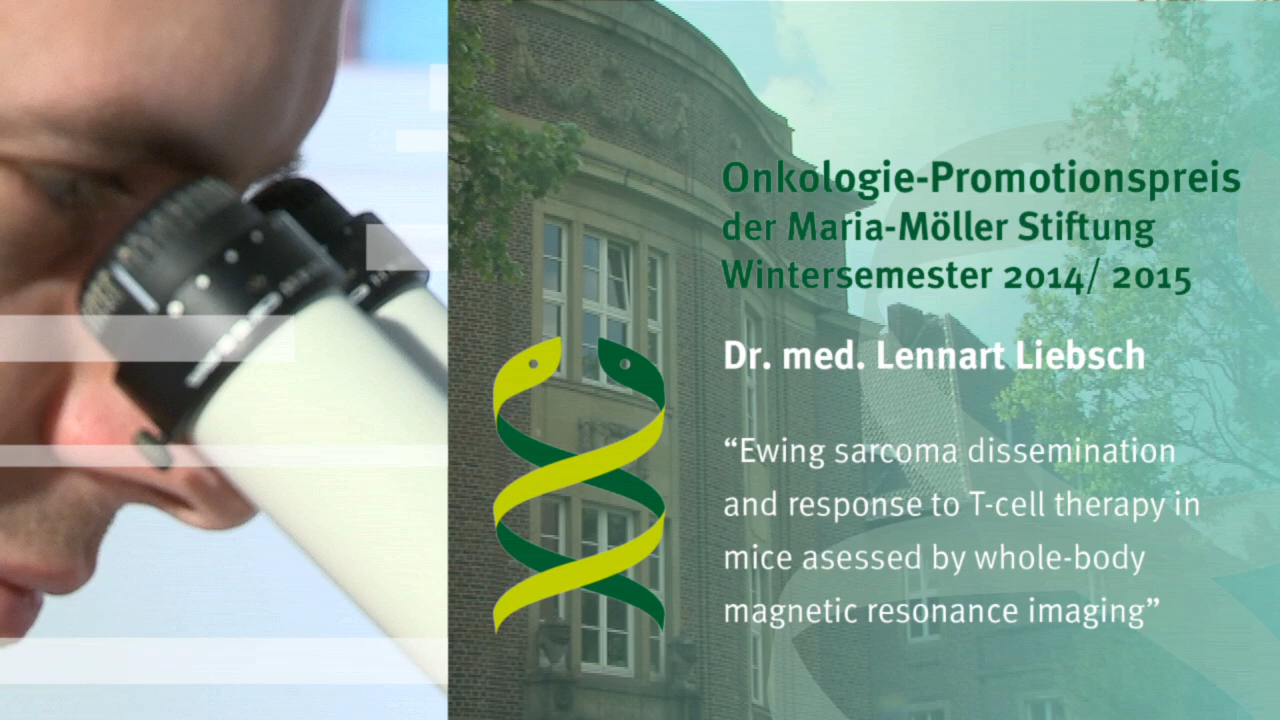 Onkologie-Promotionspreis
der Maria-Möller Stiftung
Wintersemester 2014/ 2015
Dr. med. Lennart Liebsch
“Ewing sarcoma dissemination
and response to T-cell therapy in
mice asessed by whole-body
magnetic resonance imaging”